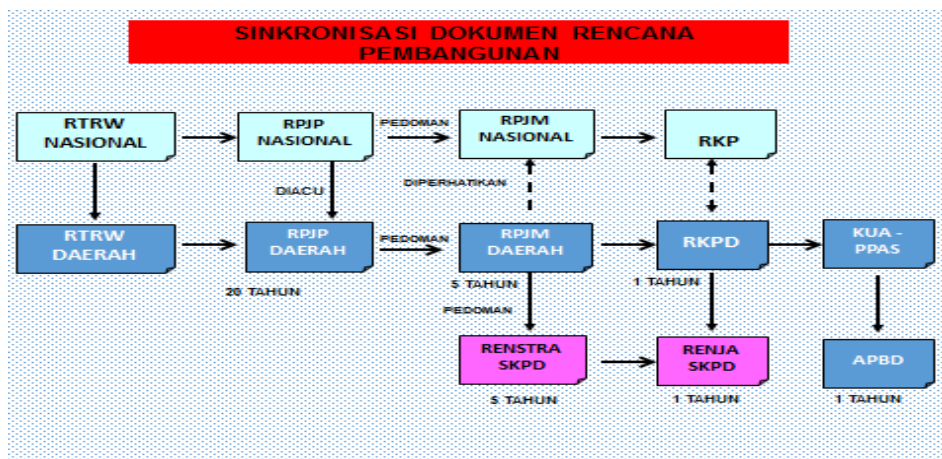 SINKRONISASI DOKUMEN RENCANA
PEMBANGUNAN
RTRW
NASIONAL
RPJP
NASIONAL
PEDOMAN
RPJM
NASIONAL
RKP
DIACU
DIPERHATIKAN
RTRW
DAERAH
RPJP
DAERAH
PEDOMAN
RPJM
DAERAH
RKPD
KUA -
PPAS
20 TAHUN
5 TAHUN
1 TAHUN
PEDOMAN
RENSTRA
SKPD
RENJA
SKPD
APBD
5 TAHUN
1 TAHUN
1 TAHUN